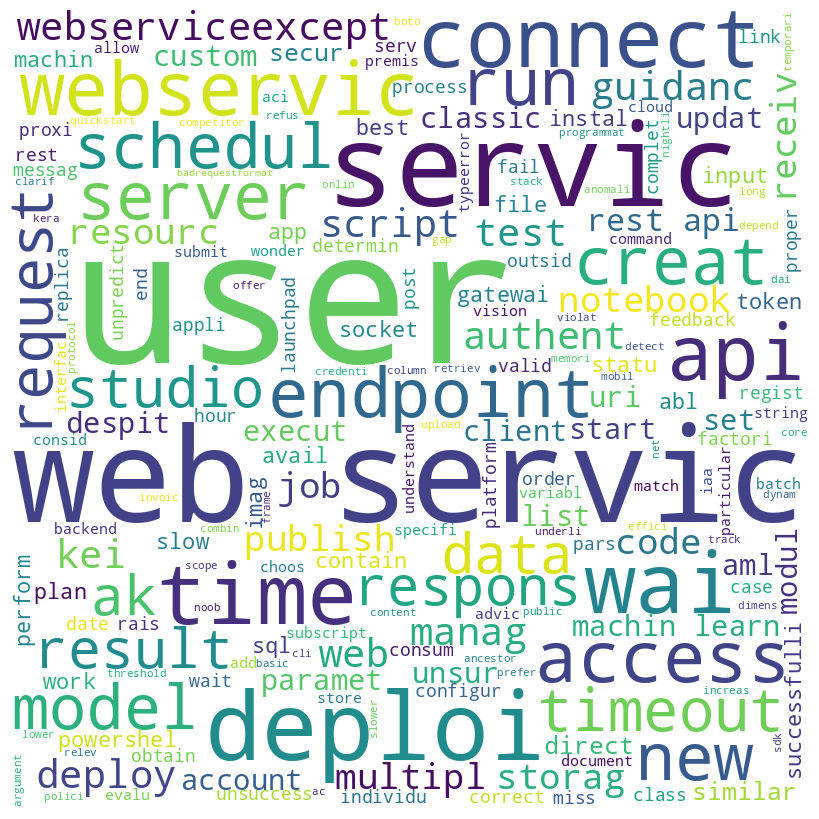 webserviceexcept
boto
connect
link
temporari
allow
serv
machin
custom
secur
premis
webservic
run
guidanc
process
aci
quickstart
competitor
refus
classic
instal
cloud
updat
receiv
proxi
best
programmat
nightli
rest
schedul
servic
complet
input
messag
badrequestformat
onlin
typeerror
fail
stack
anomali
long
clarif
server
file
kera
script
test
rest api
depend
request
resourc
app
determin
gap
command
proper
submit
wonder
outsid
creat
dai
replica
unpredict
end
user
offer
post
gatewai
notebook
token
launchpad
vision
violat
feedback
appli
socket
authent
detect
protocol
interfac
credenti
column
retriev
valid
statu
memori
api
studio
endpoint
mobil
uri
abl
regist
despit
hour
client
start
set
string
consid
execut
upload
factori
core
web servic
avail
understand
platform
order
net
iaa
particular
batch
invoic
job
imag
variabl
match
dynam
backend
frame
list
combin
publish
specifi
effici
slow
data
underli
pars
code
track
modul
kei
contain
scope
choos
wai
aml
perform
plan
ak
time
respons
case
noob
advic
content
public
dimens
date
rais
subscript
manag
machin learn
result
sql
cli
web
consum
ancestor
access
successfulli
add
basic
work
threshold
wait
paramet
unsur
prefer
model
store
configur
deploi
timeout
increas
lower
powershel
slower
direct
new
sdk
relev
obtain
document
argument
deploy
account
multipl
storag
polici
evalu
unsuccess
ac
individu
correct
miss
class
similar